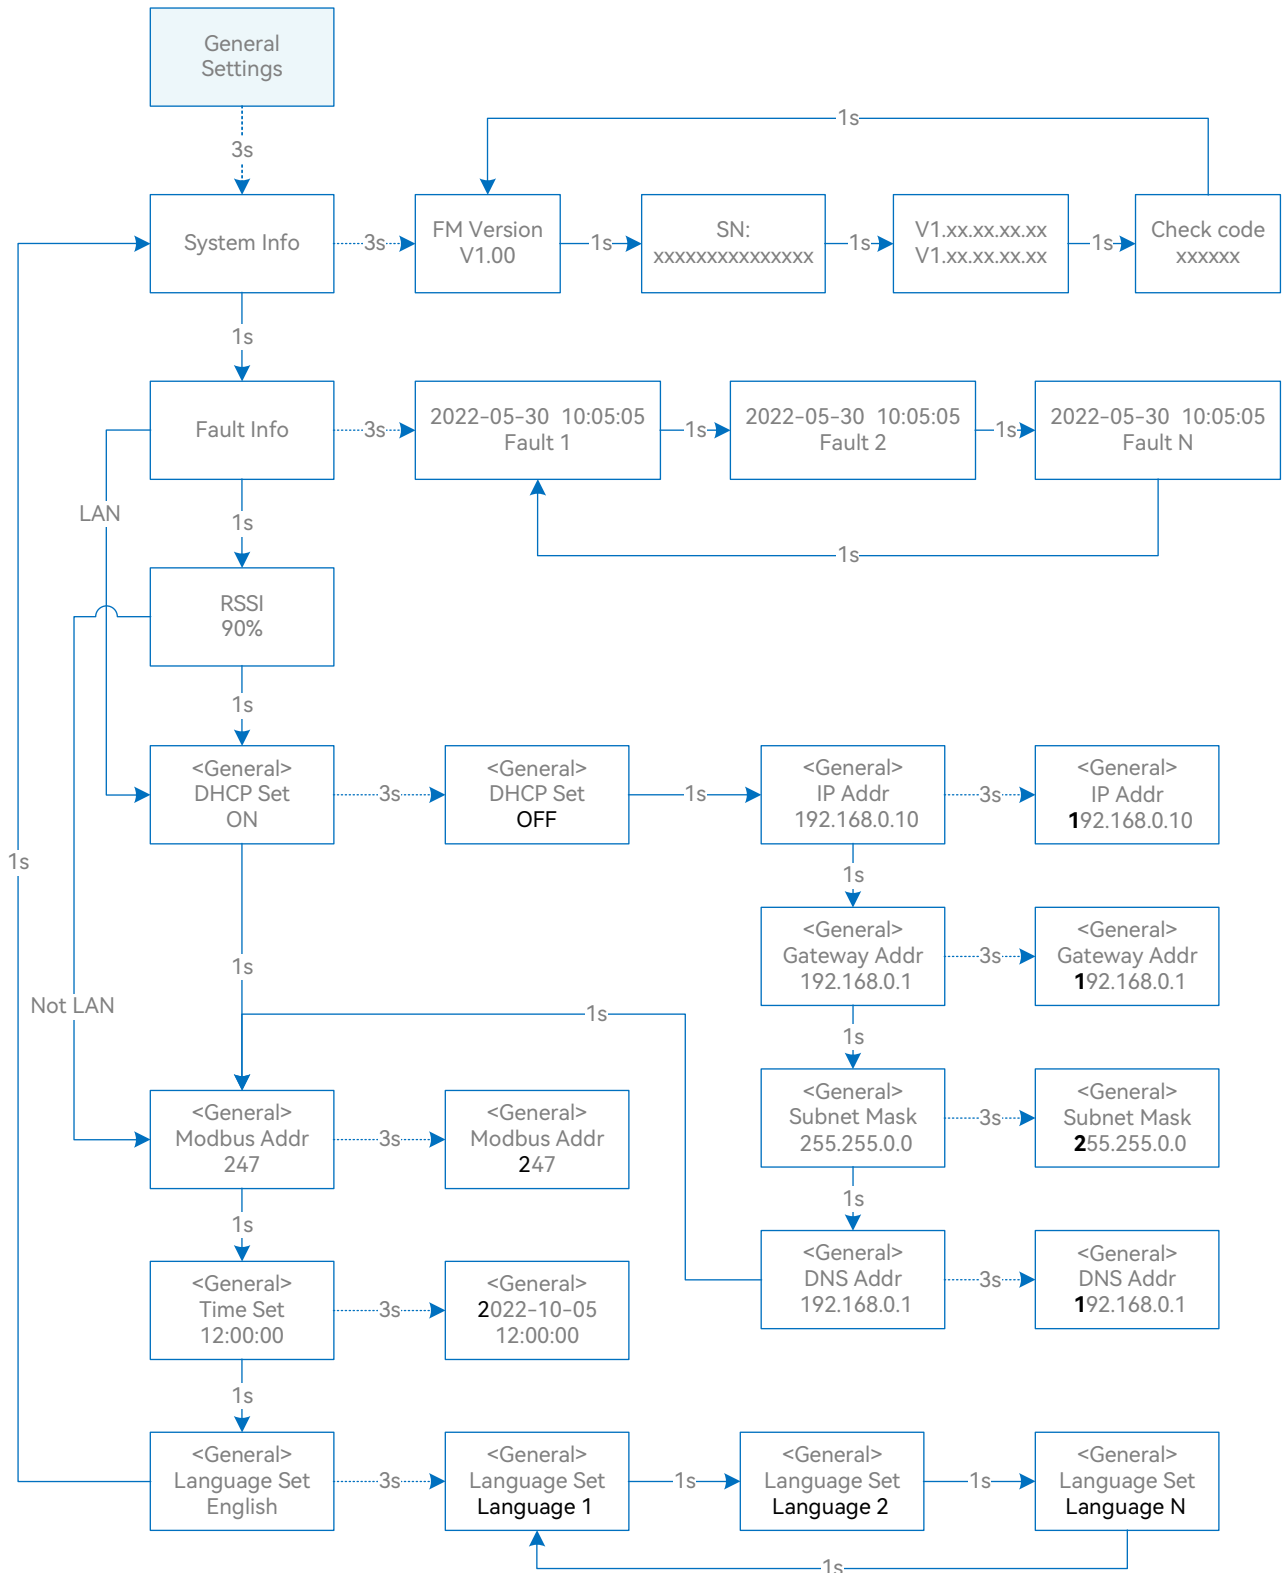 General
Settings
1s
3s
System Info
3s
FM Version
V1.00
1s
SN:
xxxxxxxxxxxxxxx
1s
V1.xx.xx.xx.xx
V1.xx.xx.xx.xx
1s
Check code
xxxxxx
1s
Fault Info
3s
2022-05-30 10:05:05
Fault 1
1s
2022-05-30 10:05:05
Fault 2
1s
2022-05-30 10:05:05
Fault N
LAN
1s
1s
RSSI
90%
1s
<General>
DHCP Set
ON
3s
<General>
DHCP Set
OFF
1s
<General>
IP Addr
192.168.0.10
3s
<General>
IP Addr
192.168.0.10
1s
1s
<General>
Gateway Addr
192.168.0.1
3s
<General>
Gateway Addr
192.168.0.1
1s
Not LAN
1s
1s
<General>
Modbus Addr
247
3s
<General>
Modbus Addr
247
<General>
Subnet Mask
255.255.0.0
3s
<General>
Subnet Mask
255.255.0.0
1s
1s
<General>
Time Set
12:00:00
3s
<General>
2022-10-05
12:00:00
<General>
DNS Addr
192.168.0.1
3s
<General>
DNS Addr
192.168.0.1
1s
<General>
Language Set
English
3s
<General>
Language Set
Language 1
1s
<General>
Language Set
Language 2
1s
<General>
Language Set
Language N
1s